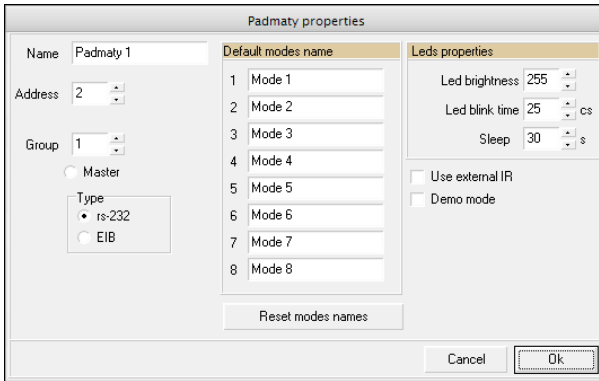 Padmaty properties
Name Padmaty 1
Address 2
Group 1
Master
Type
rs-232
EIB
Default modes name
1 Mode 1
2 Mode 2
3 Mode 3
4 Mode 4
5 Mode 5
6 Mode 6
7 Mode 7
8 Mode 8
Reset modes names
Leds properties
Led brightness 255
Led blink time 25 cs
Sleep 30 s
Use external IR
Demo mode
Cancel Ok